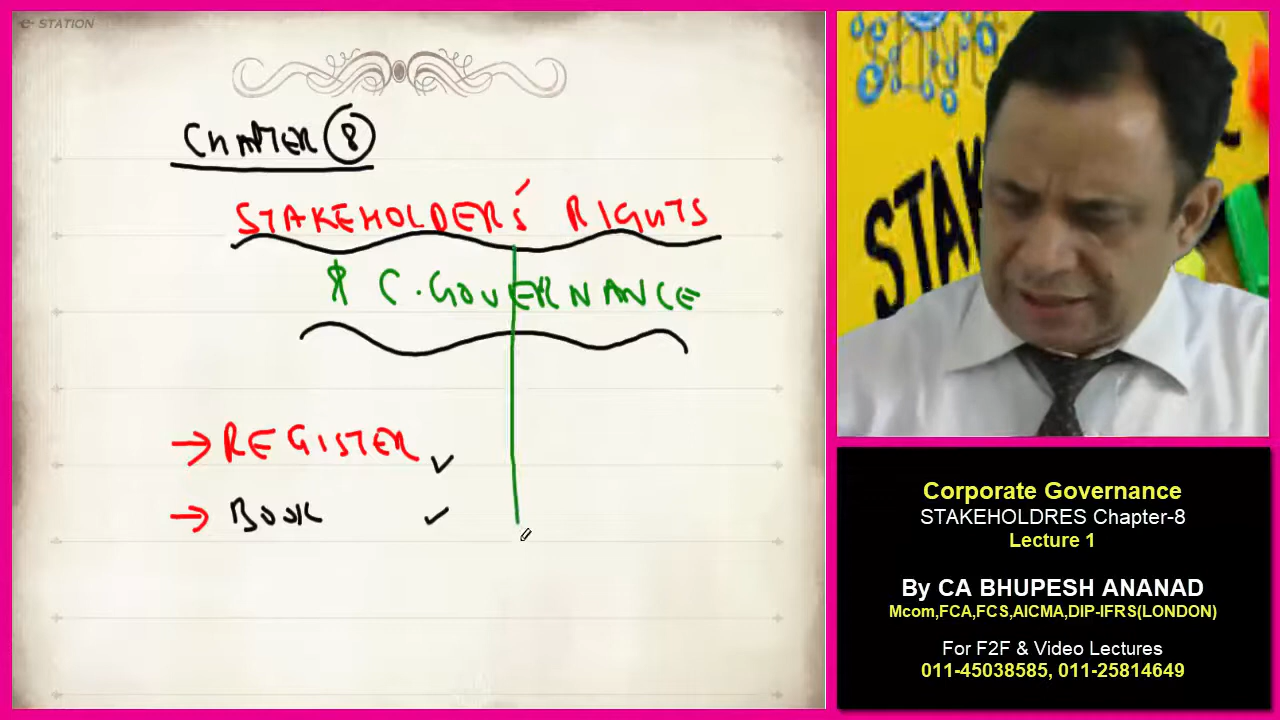 e-STATION
CHAPTER 8
STAKEHOLDER'S RIGHTS
& C.GOVERNANCE
→ REGISTER ✓
→ BOOK ✓
STAK
Corporate Governance
STAKEHOLDRES Chapter-8
Lecture 1
By CA BHUPESH ANANAD
Mcom,FCA,FCS,AICMA,DIP-IFRS(LONDON)
For F2F & Video Lectures
011-45038585, 011-25814649